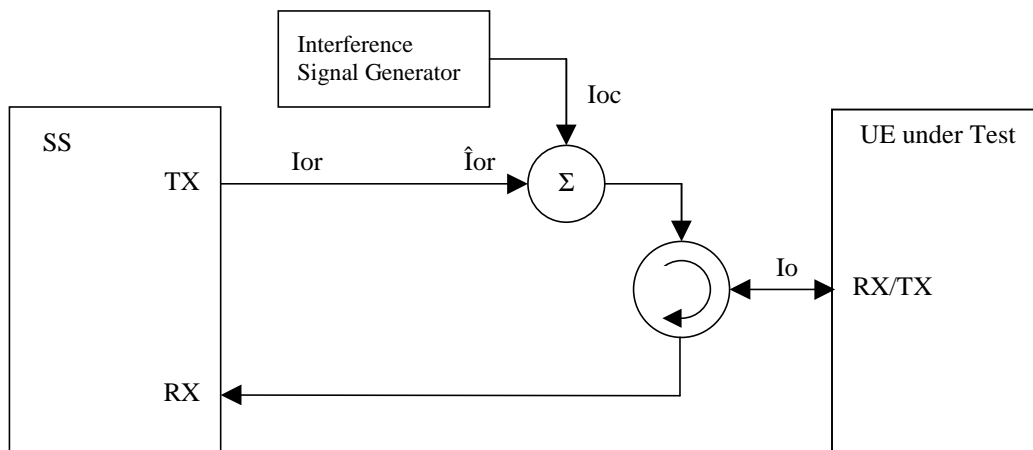 Interference
Signal Generator
Ioc
SS
UE under Test
TX
Ior
Îor
Σ
Io
RX/TX
RX